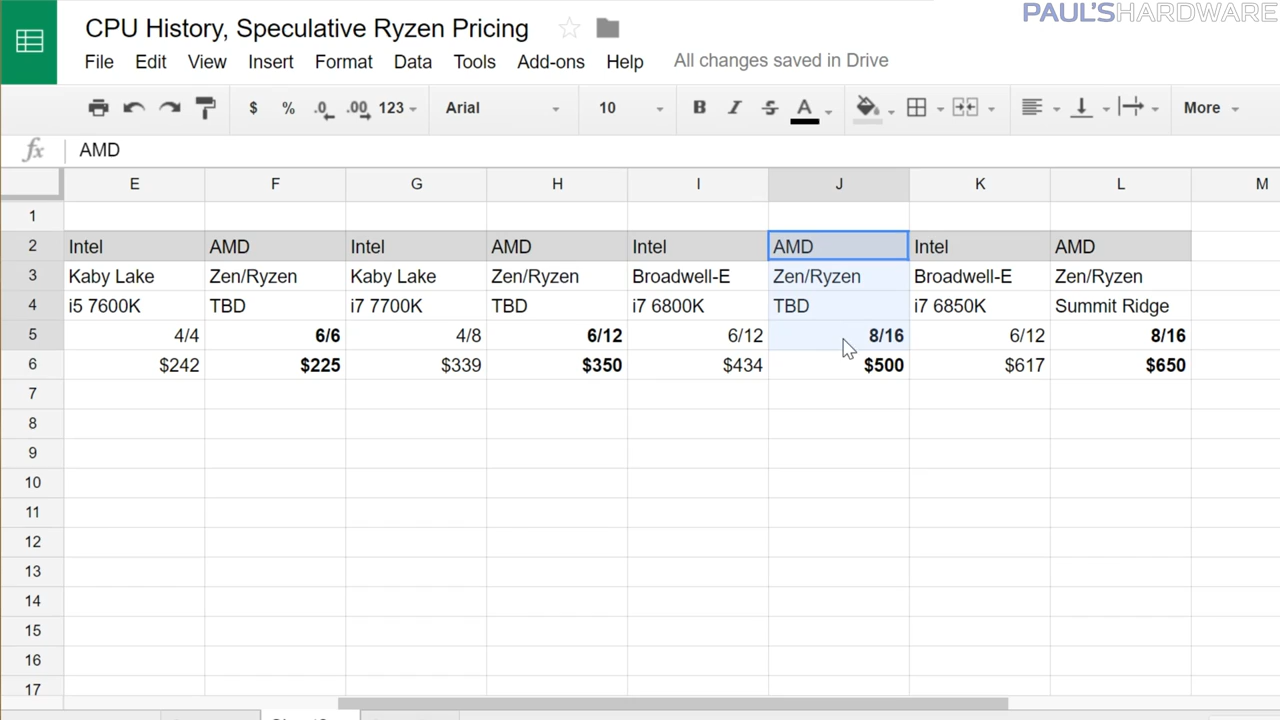 PAUL'SHARDWARE
CPU History, Speculative Ryzen Pricing
File Edit View Insert Format Data Tools Add-ons Help All changes saved in Drive
$ % .0 .00 123 Arial 10 B I S A More
fx AMD
E F G H I J K L M
1
2 Intel AMD Intel AMD Intel AMD Intel AMD
3 Kaby Lake Zen/Ryzen Kaby Lake Zen/Ryzen Broadwell-E Zen/Ryzen Broadwell-E Zen/Ryzen
4 i5 7600K TBD i7 7700K TBD i7 6800K TBD i7 6850K Summit Ridge
5 4/4 6/6 4/8 6/12 6/12 8/16 6/12 8/16
6 $242 $225 $339 $350 $434 $500 $617 $650
7
8
9
10
11
12
13
14
15
16
17